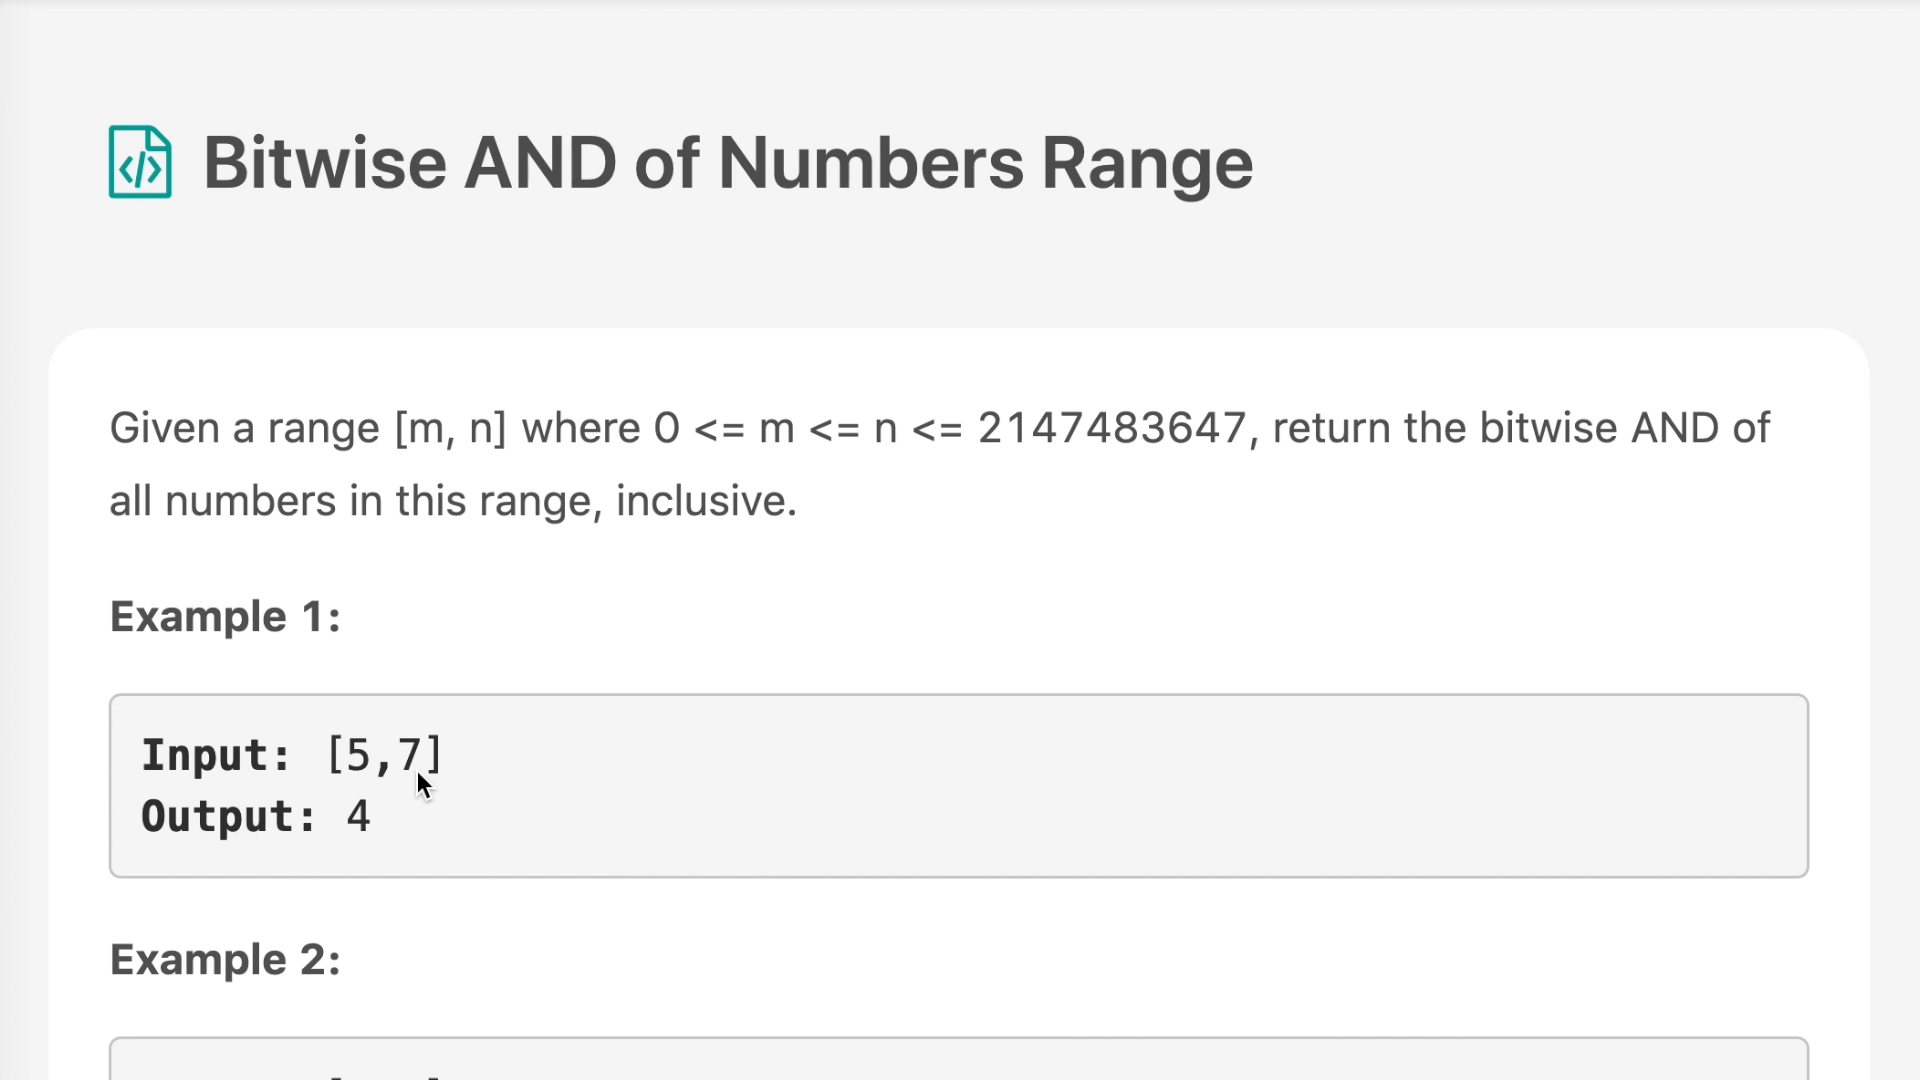 Bitwise AND of Numbers Range
Given a range [m, n] where 0 <= m <= n <= 2147483647, return the bitwise AND of
all numbers in this range, inclusive.
Example 1:
Input: [5,7]
Output: 4
Example 2: